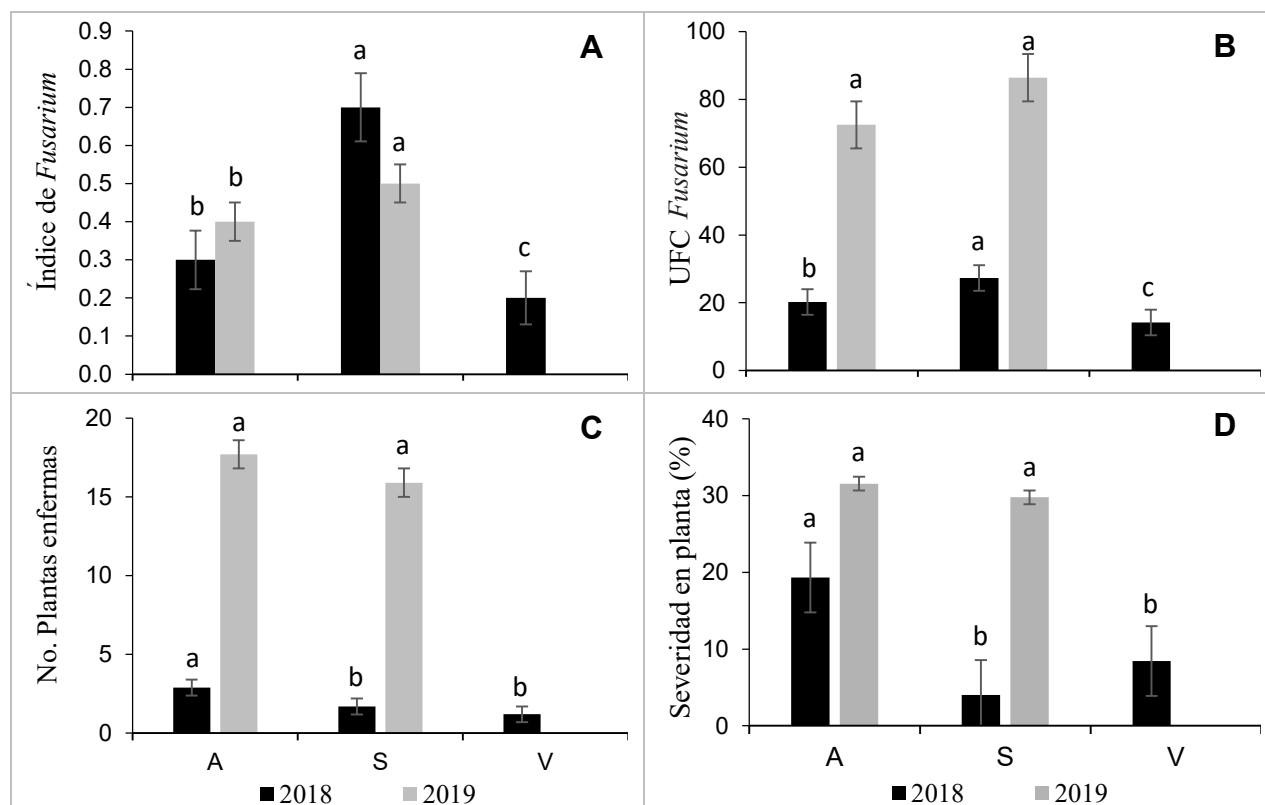 A
Índice de Fusarium
0.9
0.8
0.7
0.6
0.5
0.4
0.3
0.2
0.1
0.0
b
b
a
a
c
B
UFC Fusarium
100
80
60
40
20
0
b
a
a
a
c
C
No. Plantas enfermas
20
15
10
5
0
a
a
b
a
b
A S V
2018 2019
D
Severidad en planta (%)
40
30
20
10
0
a
a
b
a
b
A S V
2018 2019